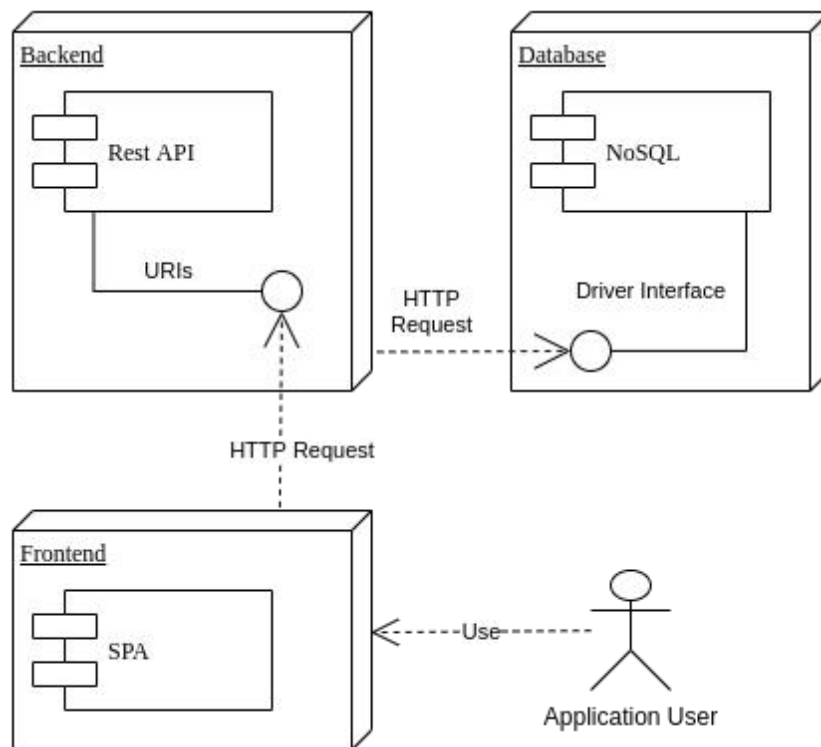 Backend
Rest API
URIs
HTTP
Request
Database
NoSQL
Driver Interface
HTTP Request
Frontend
SPA
Use
Application User